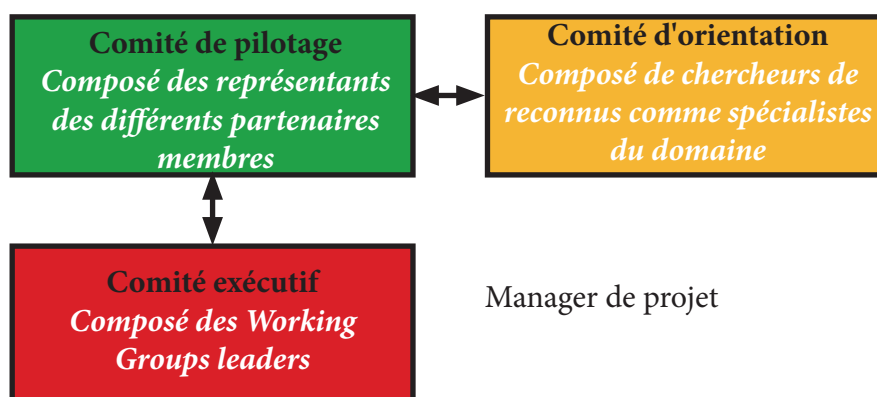 Comité de pilotage
Composé des représentants
des différents partenaires
membres
Comité d'orientation
Composé de chercheurs de
reconnus comme spécialistes
du domaine
Comité exécutif
Composé des Working
Groups leaders
Manager de projet